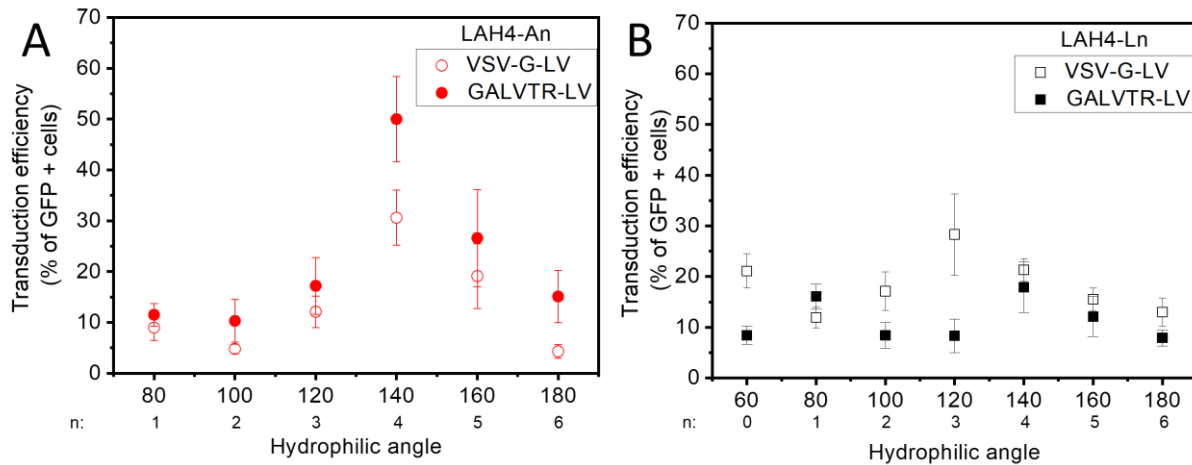 A
LAH4-An
VSV-G-LV
GALVTR-LV
Transduction efficiency
(% of GFP + cells)
70
60
50
40
30
20
10
0
80 100 120 140 160 180
n: 1 2 3 4 5 6
Hydrophilic angle
B
LAH4-Ln
VSV-G-LV
GALVTR-LV
Transduction efficiency
(% of GFP + cells)
70
60
50
40
30
20
10
0
60 80 100 120 140 160 180
n: 0 1 2 3 4 5 6
Hydrophilic angle